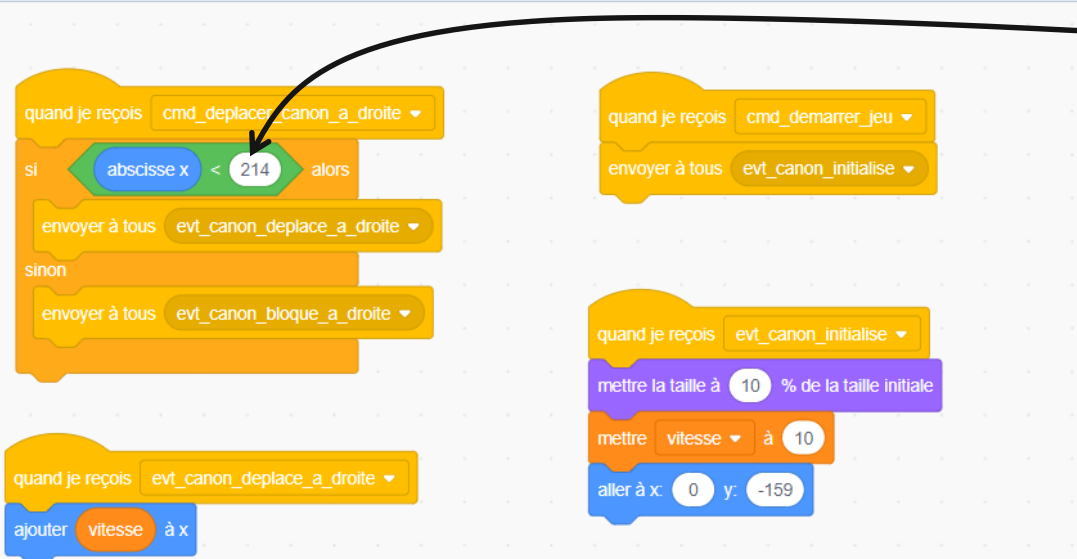 quand je reçois cmd_deplacer_canon_a_droite
si abscisse x < 214 alors
envoyer à tous evt_canon_deplace_a_droite
sinon
envoyer à tous evt_canon_bloque_a_droite
quand je reçois evt_canon_deplace_a_droite
ajouter vitesse à x
quand je reçois cmd_demarrer_jeu
envoyer à tous evt_canon_initialise
quand je reçois evt_canon_initialise
mettre la taille à 10 % de la taille initiale
mettre vitesse à 10
aller à x: 0 y: -159